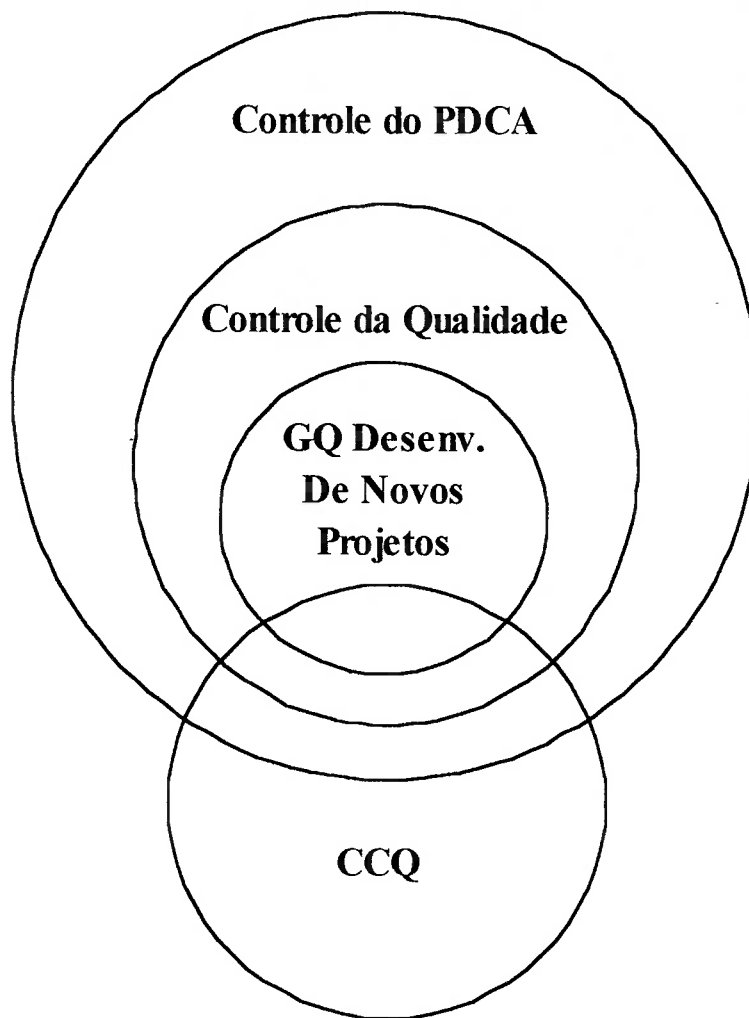 Controle do PDCA
Controle da Qualidade
GQ Desenv.
De Novos
Projetos
CCQ